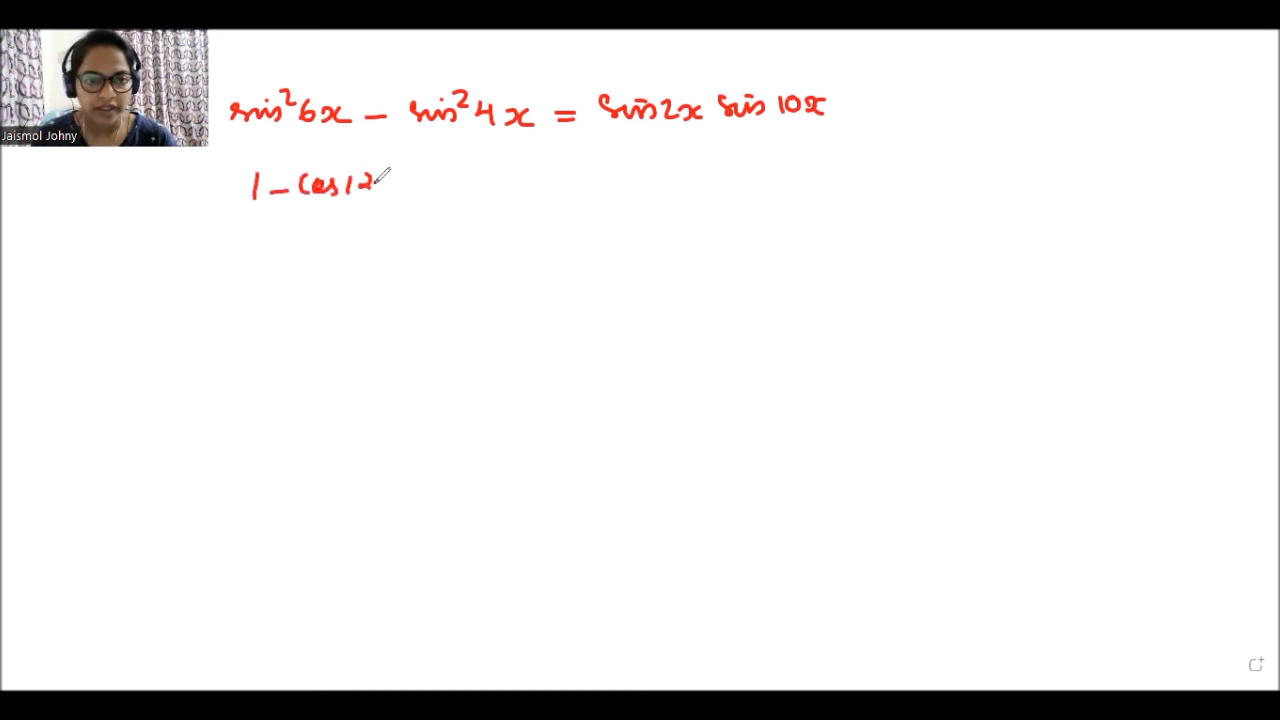 sin²6x − sin²4x = sin2x sin10x
Jaismol Johny
1 − Cos12